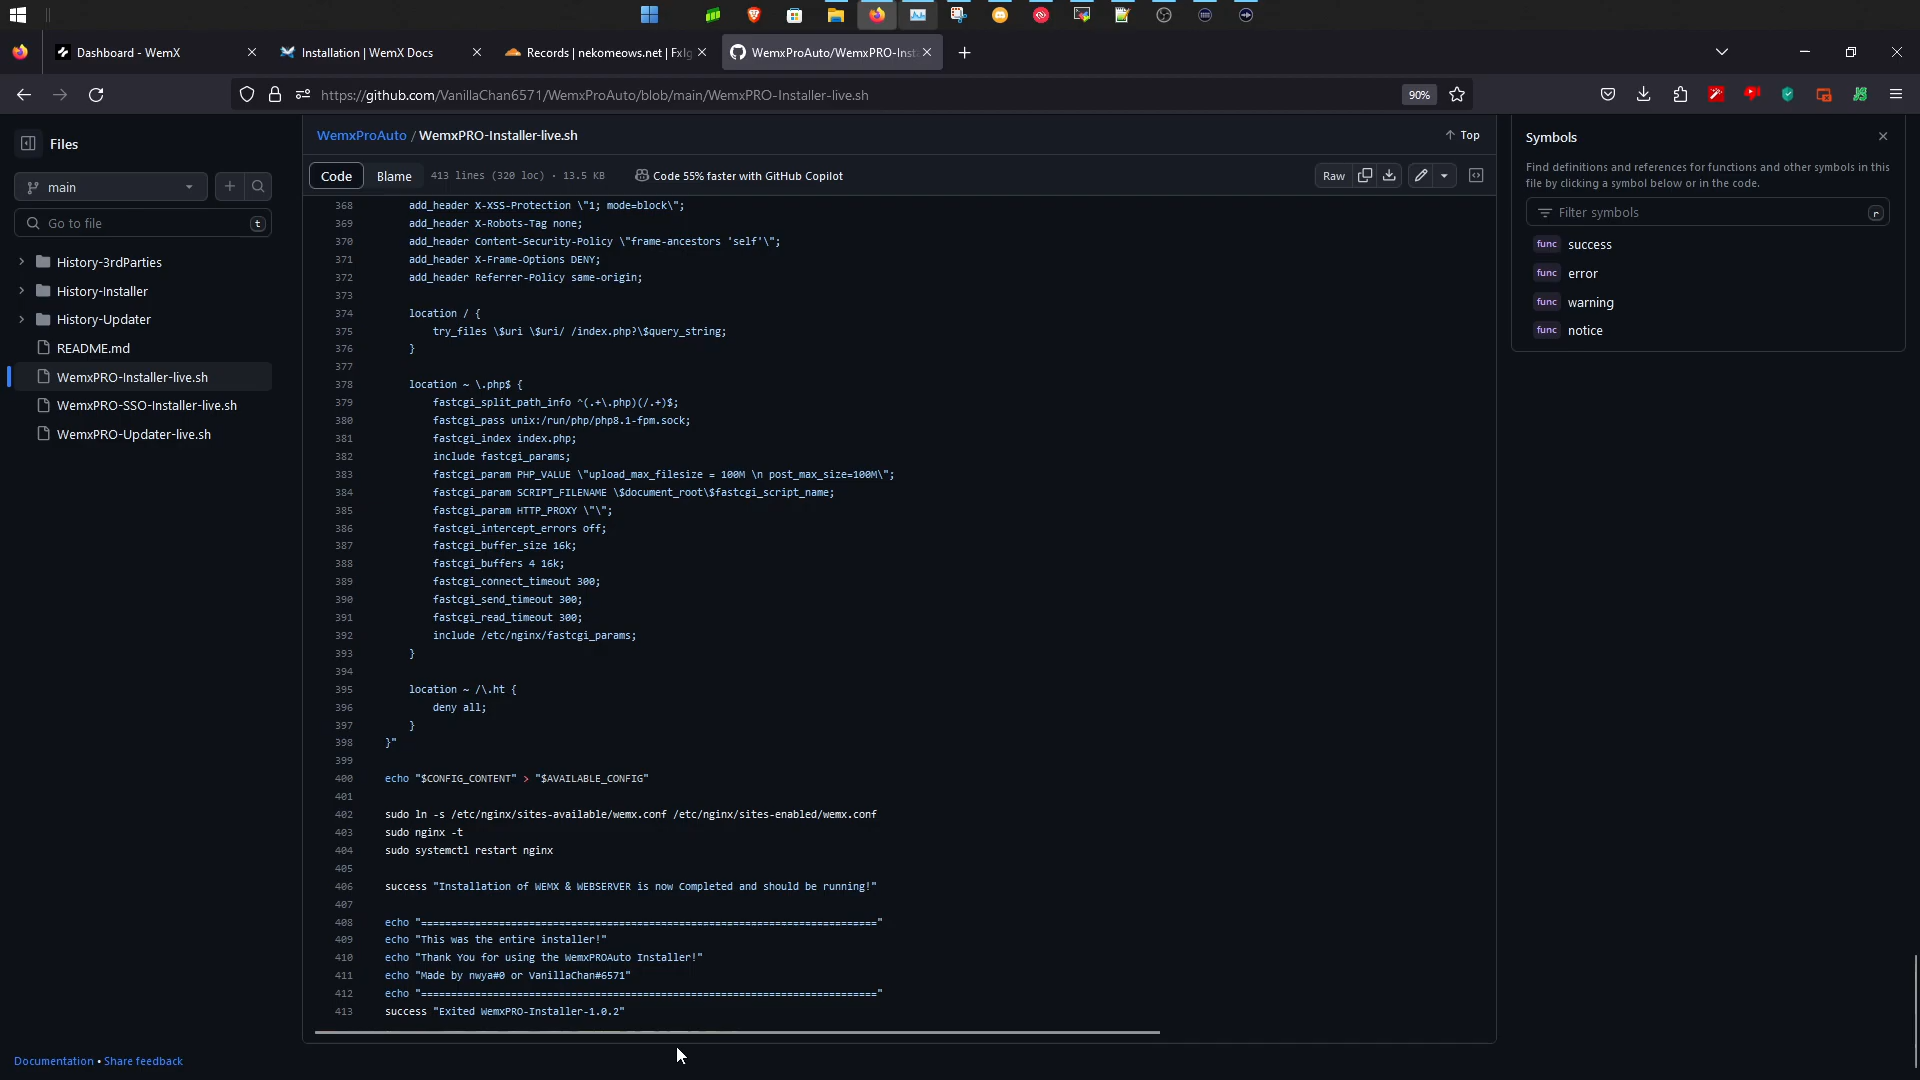 Dashboard - WemX
Installation | WemX Docs
Records | nekomeows.net | Fxlg
WemxProAuto/WemxPRO-Inst
https://github.com/VanillaChan6571/WemxProAuto/blob/main/WemxPRO-Installer-live.sh
90%
Files
main
Go to file
t
History-3rdParties
History-Installer
History-Updater
README.md
WemxPRO-Installer-live.sh
WemxPRO-SSO-Installer-live.sh
WemxPRO-Updater-live.sh
Documentation • Share feedback
WemxProAuto / WemxPRO-Installer-live.sh
Top
Code
Blame
413 lines (320 loc) · 13.5 KB
Code 55% faster with GitHub Copilot
Raw
368 add_header X-XSS-Protection \"1; mode=block\";
369 add_header X-Robots-Tag none;
370 add_header Content-Security-Policy \"frame-ancestors 'self'\";
371 add_header X-Frame-Options DENY;
372 add_header Referrer-Policy same-origin;
373
374 location / {
375 try_files \$uri \$uri/ /index.php?\$query_string;
376 }
377
378 location ~ \.php$ {
379 fastcgi_split_path_info ^(.+\.php)(/.+)$;
380 fastcgi_pass unix:/run/php/php8.1-fpm.sock;
381 fastcgi_index index.php;
382 include fastcgi_params;
383 fastcgi_param PHP_VALUE \"upload_max_filesize = 100M \n post_max_size=100M\";
384 fastcgi_param SCRIPT_FILENAME \$document_root\$fastcgi_script_name;
385 fastcgi_param HTTP_PROXY \"\";
386 fastcgi_intercept_errors off;
387 fastcgi_buffer_size 16k;
388 fastcgi_buffers 4 16k;
389 fastcgi_connect_timeout 300;
390 fastcgi_send_timeout 300;
391 fastcgi_read_timeout 300;
392 include /etc/nginx/fastcgi_params;
393 }
394
395 location ~ /\.ht {
396 deny all;
397 }
398 }"
399
400 echo "$CONFIG_CONTENT" > "$AVAILABLE_CONFIG"
401
402 sudo ln -s /etc/nginx/sites-available/wemx.conf /etc/nginx/sites-enabled/wemx.conf
403 sudo nginx -t
404 sudo systemctl restart nginx
405
406 success "Installation of WEMX & WEBSERVER is now Completed and should be running!"
407
408 echo "============================================================================"
409 echo "This was the entire installer!"
410 echo "Thank You for using the WemxPROAuto Installer!"
411 echo "Made by nwya#0 or VanillaChan#6571"
412 echo "============================================================================"
413 success "Exited WemxPRO-Installer-1.0.2"
Symbols
Find definitions and references for functions and other symbols in this
file by clicking a symbol below or in the code.
Filter symbols
r
func success
func error
func warning
func notice